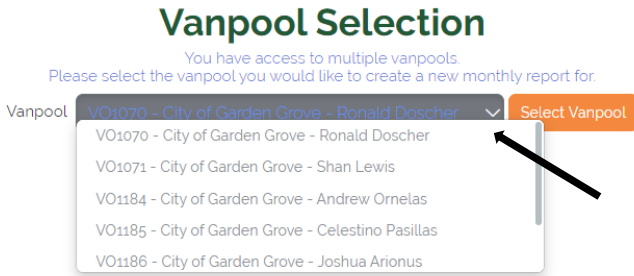 Vanpool Selection
You have access to multiple vanpools.
Please select the vanpool you would like to create a new monthly report for.
Vanpool VO1070 - City of Garden Grove - Ronald Doscher Select Vanpool
VO1070 - City of Garden Grove - Ronald Doscher
VO1071 - City of Garden Grove - Shan Lewis
VO1184 - City of Garden Grove - Andrew Ornelas
VO1185 - City of Garden Grove - Celestino Pasillas
VO1186 - City of Garden Grove - Joshua Arionus